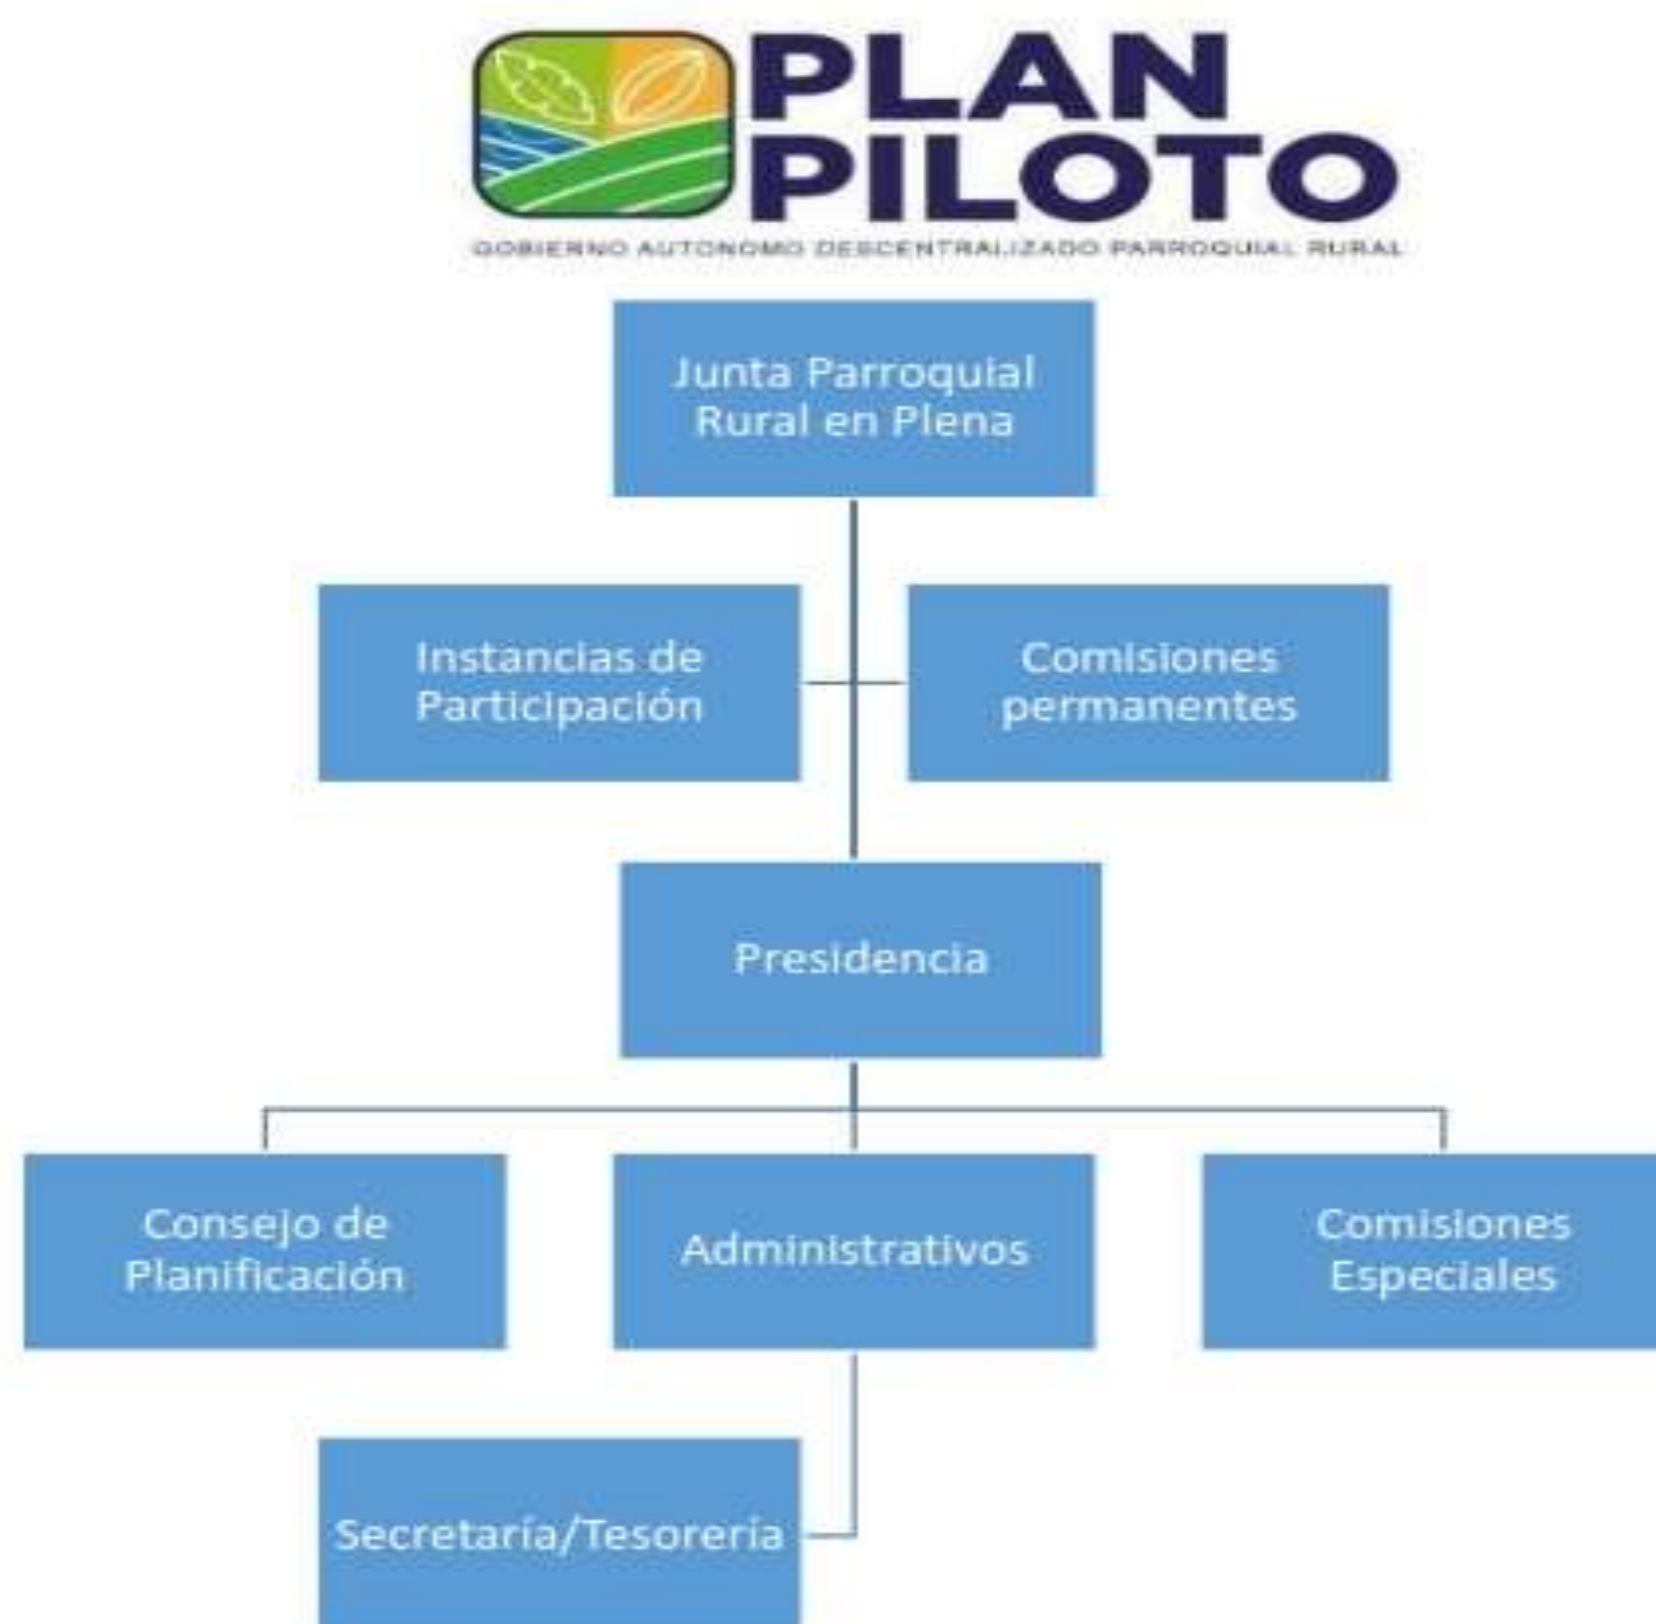 PLAN
PILOTO
GOBIERNO AUTONOMO DESCENTRALIZADO PARROQUIAL RURAL
Junta Parroquial
Rural en Plena
Instancias de
Participación
Comisiones
permanentes
Presidencia
Consejo de
Planificación
Administrativos
Comisiones
Especiales
Secretaría/Tesorería